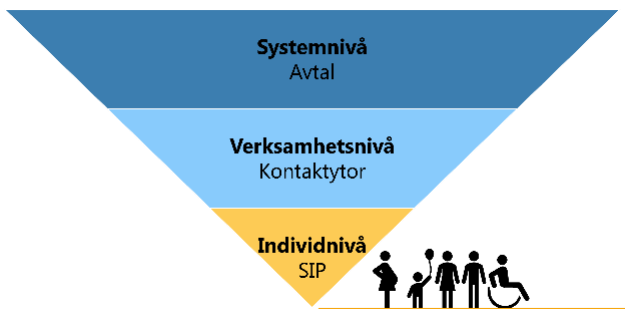 Systemnivå
Avtal
Verksamhetsnivå
Kontaktytor
Individnivå
SIP